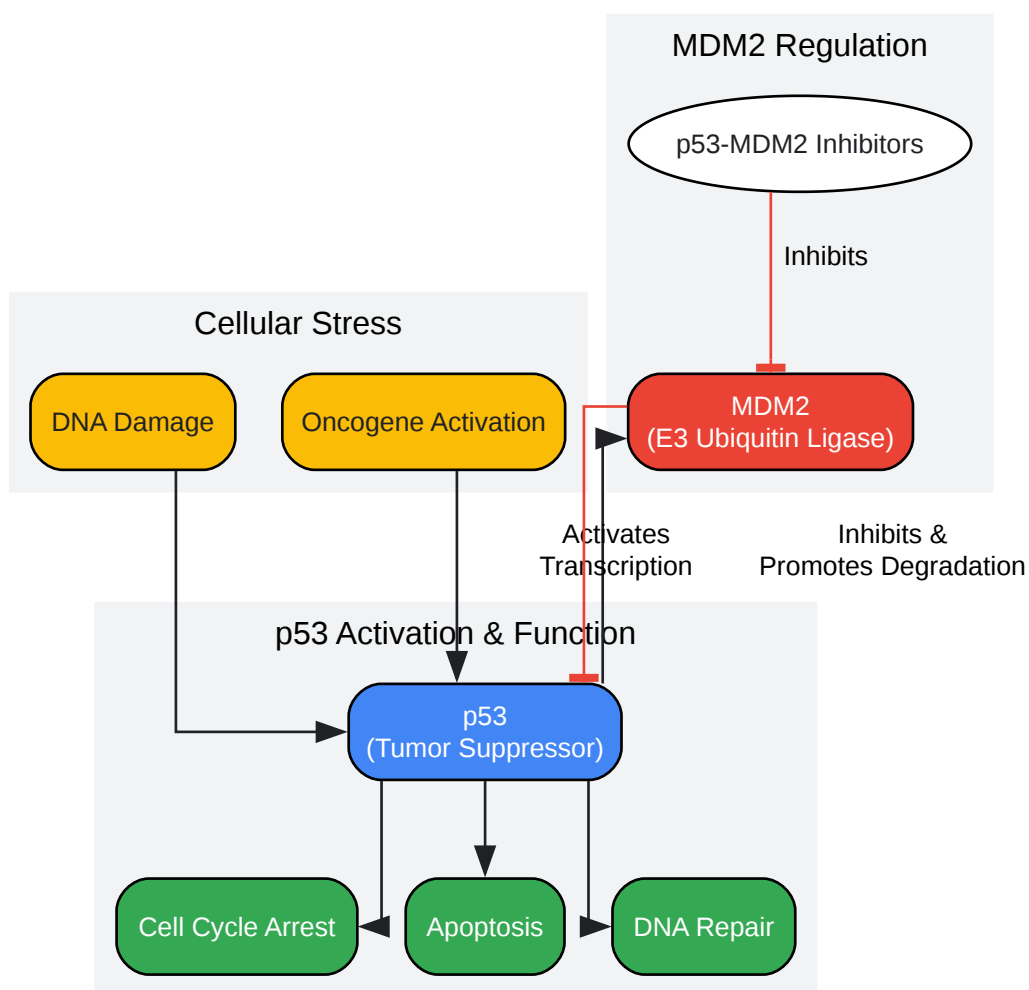 MDM2 Regulation
p53-MDM2 Inhibitors
Inhibits
Cellular Stress
DNA Damage
Oncogene Activation
MDM2
(E3 Ubiquitin Ligase)
Activates
Transcription
Inhibits &
Promotes Degradation
p53 Activation & Function
p53
(Tumor Suppressor)
Cell Cycle Arrest
Apoptosis
DNA Repair